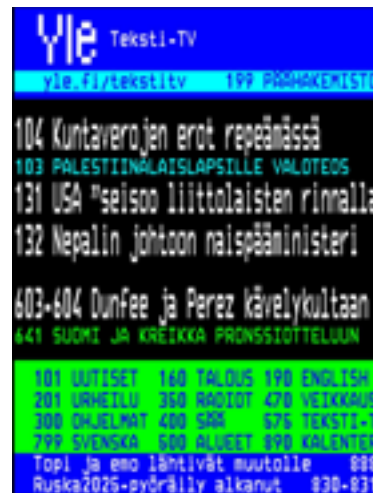 Yle Teksti-TV
yle.fi/tekstitv 199 PÄÄHAKEMISTO
104 Kuntaverojen erot repeämässä
103 PALESTIINALAISLAPSILLE VALOTEOS
131 USA "seisoo liittolaisten rinnalla
132 Nepalin johtoon naispääministeri
603-604 Dunfee ja Perez kävelykultaan
641 SUOMI JA KREIKKA PRONSSIOTTELUUN
101 UUTISET 160 TALOUS 190 ENGLISH
201 URHEILU 350 RADIOT 470 VEIKKAUS
300 OHJELMAT 400 SÄÄ 575 TEKSTI-T
799 SVENSKA 500 ALUEET 890 KALENTER
Topi ja emo lähtivät muutolle 888
Ruska2025-pyöräily alkanut 830-835